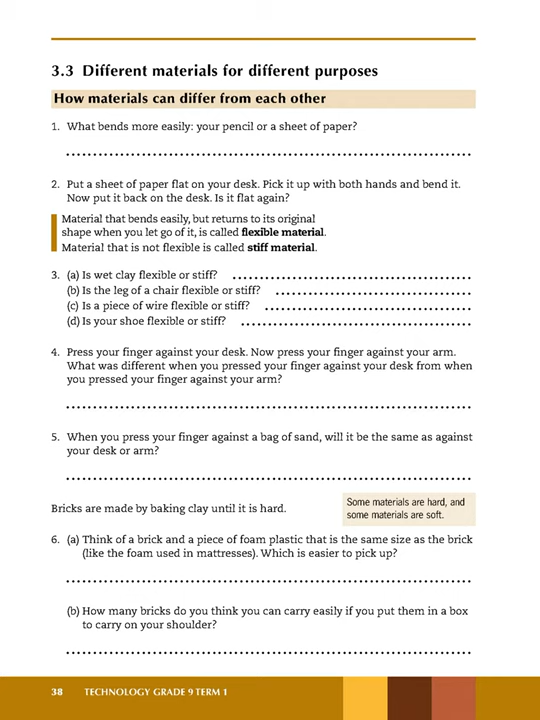 3.3 Different materials for different purposes
How materials can differ from each other
1. What bends more easily: your pencil or a sheet of paper?
2. Put a sheet of paper flat on your desk. Pick it up with both hands and bend it.
Now put it back on the desk. Is it flat again?
Material that bends easily, but returns to its original
shape when you let go of it, is called flexible material.
Material that is not flexible is called stiff material.
3. (a) Is wet clay flexible or stiff?
(b) Is the leg of a chair flexible or stiff?
(c) Is a piece of wire flexible or stiff?
(d) Is your shoe flexible or stiff?
4. Press your finger against your desk. Now press your finger against your arm.
What was different when you pressed your finger against your desk from when
you pressed your finger against your arm?
5. When you press your finger against a bag of sand, will it be the same as against
your desk or arm?
Bricks are made by baking clay until it is hard.
Some materials are hard, and
some materials are soft.
6. (a) Think of a brick and a piece of foam plastic that is the same size as the brick
(like the foam used in mattresses). Which is easier to pick up?
(b) How many bricks do you think you can carry easily if you put them in a box
to carry on your shoulder?
38 TECHNOLOGY GRADE 9 TERM 1